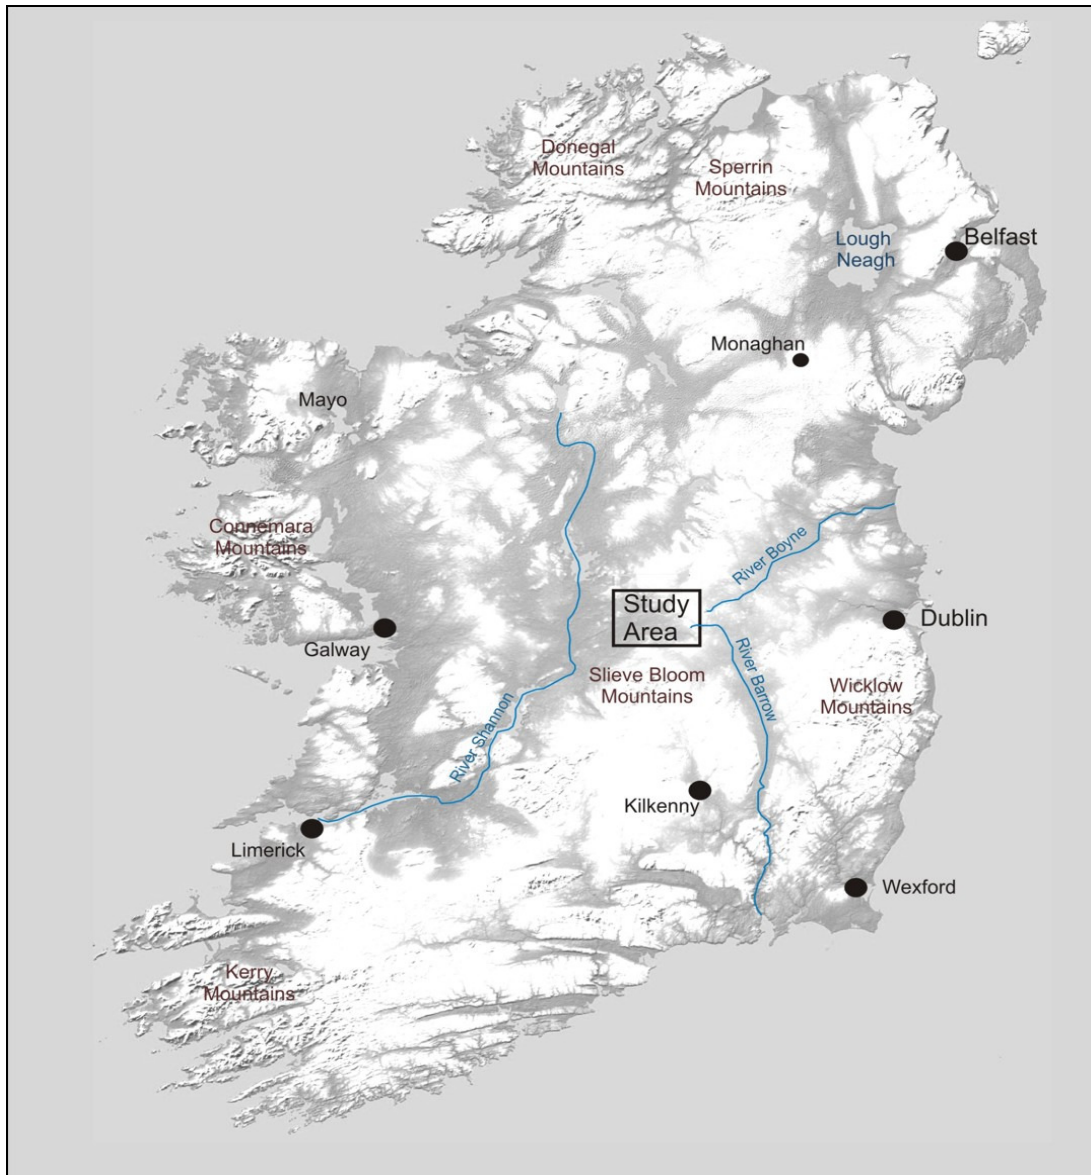 Donegal
Mountains
Sperrin
Mountains
Lough
Neagh
Belfast
Monaghan
Mayo
Connemara
Mountains
River Boyne
Study
Area
Dublin
Galway
Slieve Bloom
Mountains
River Barrow
Wicklow
Mountains
River Shannon
Kilkenny
Limerick
Wexford
Kerry
Mountains